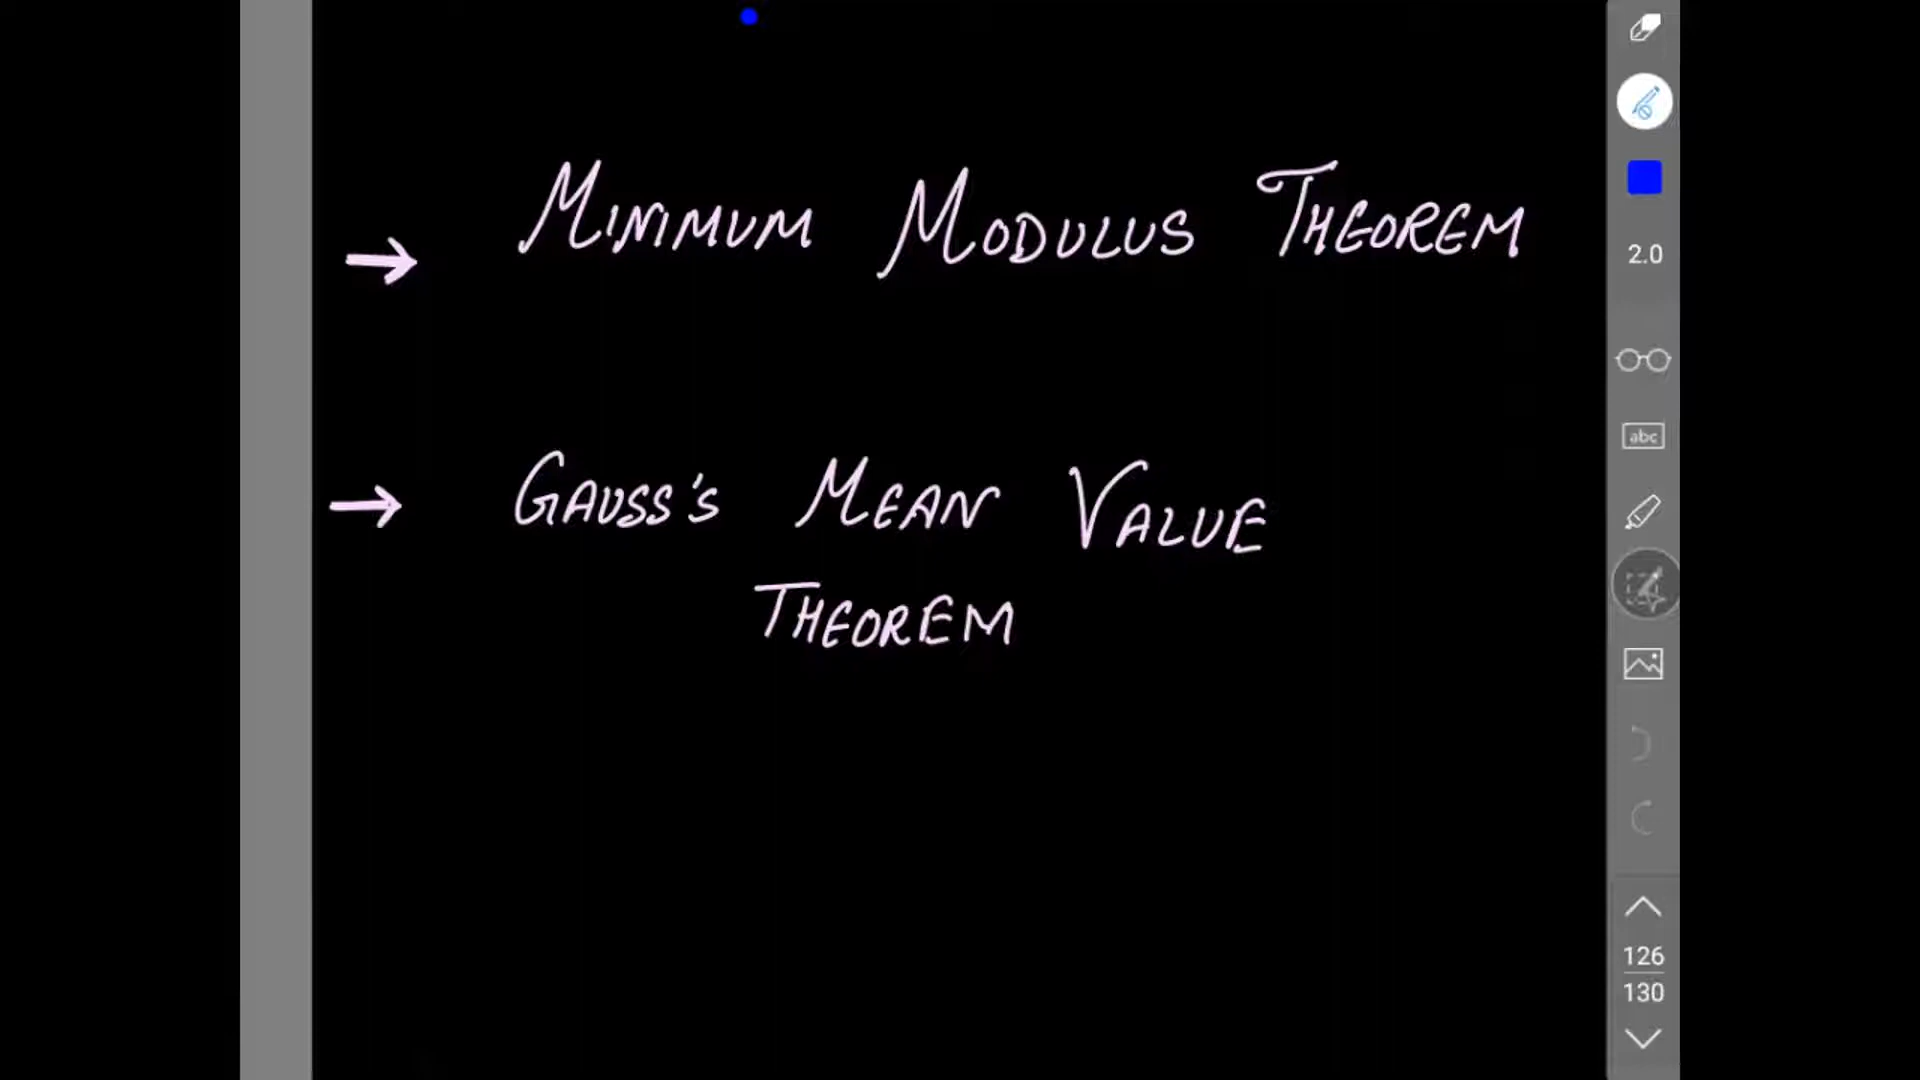 → MINIMUM MODULUS THEOREM
→ GAUSS'S MEAN VALUE
THEOREM
2.0
abc
126
130